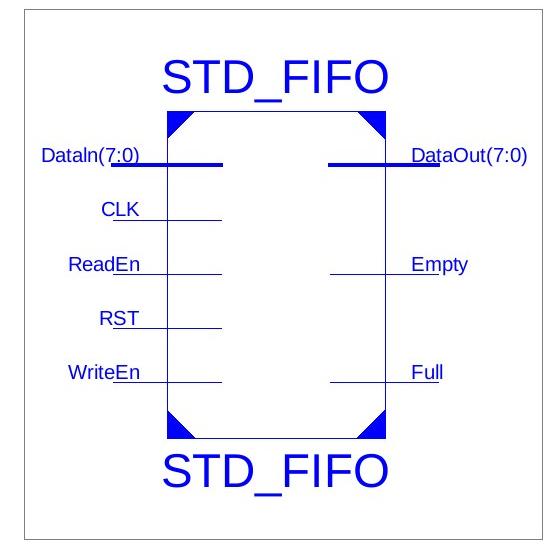 STD_FIFO
DataIn(7:0)
DataOut(7:0)
CLK
ReadEn
Empty
RST
WriteEn
Full
STD_FIFO